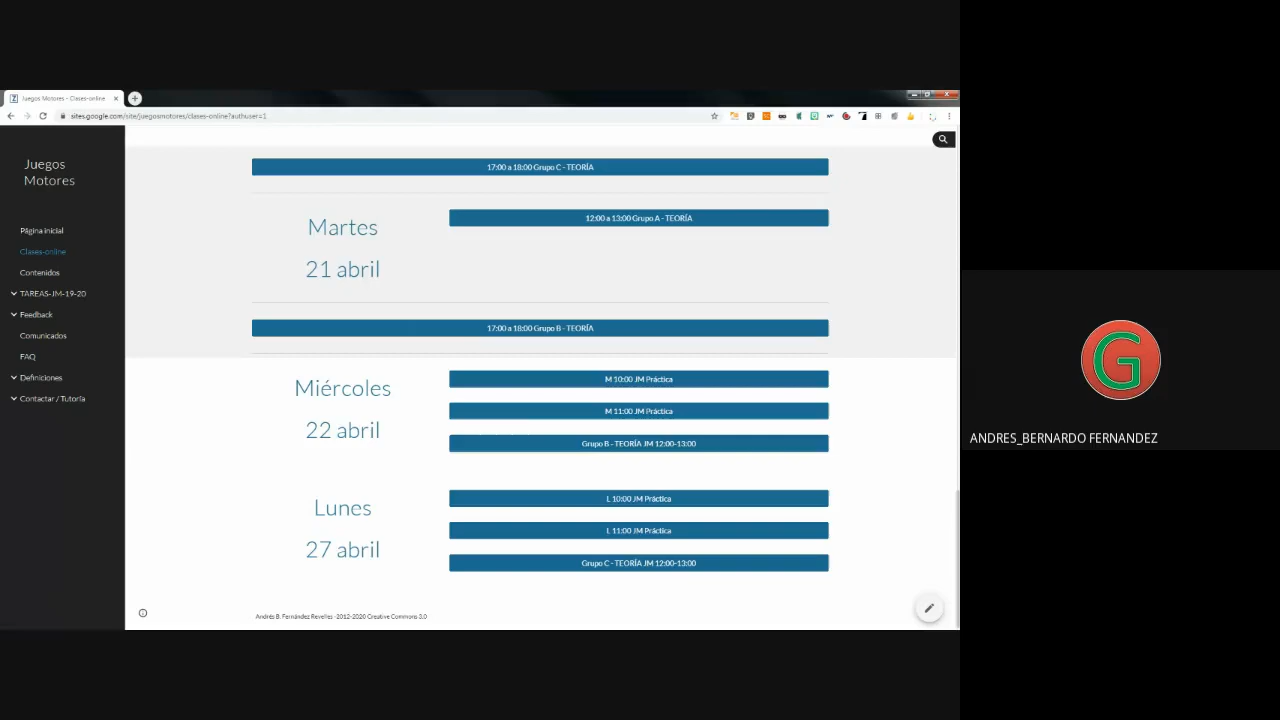 Juegos Motores - Clases-online
sites.google.com/site/juegosmotores/clases-online?authuser=1
Juegos
Motores
Página inicial
Clases-online
Contenidos
TAREAS-JM-19-20
Feedback
Comunicados
FAQ
Definiciones
Contactar / Tutoría
17:00 a 18:00 Grupo C - TEORÍA
Martes
21 abril
12:00 a 13:00 Grupo A - TEORÍA
17:00 a 18:00 Grupo B - TEORÍA
Miércoles
22 abril
M 10:00 JM Práctica
M 11:00 JM Práctica
Grupo B - TEORÍA JM 12:00-13:00
Lunes
27 abril
L 10:00 JM Práctica
L 11:00 JM Práctica
Grupo C - TEORÍA JM 12:00-13:00
Andrés B. Fernández Revelles -2012-2020 Creative Commons 3.0
G
ANDRES_BERNARDO FERNANDEZ